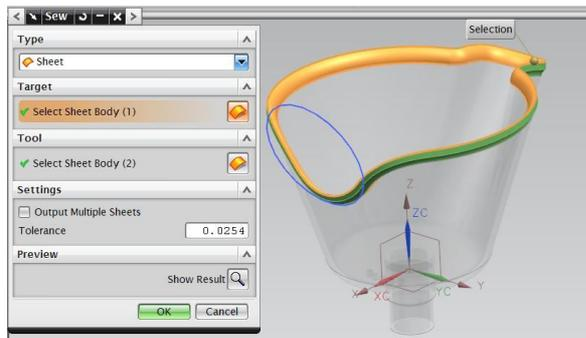 Sew
Type
Sheet
Target
Select Sheet Body (1)
Tool
Select Sheet Body (2)
Settings
Output Multiple Sheets
Tolerance 0.0254
Preview
Show Result
OK Cancel
Selection
Z
ZC
X XC YC Y